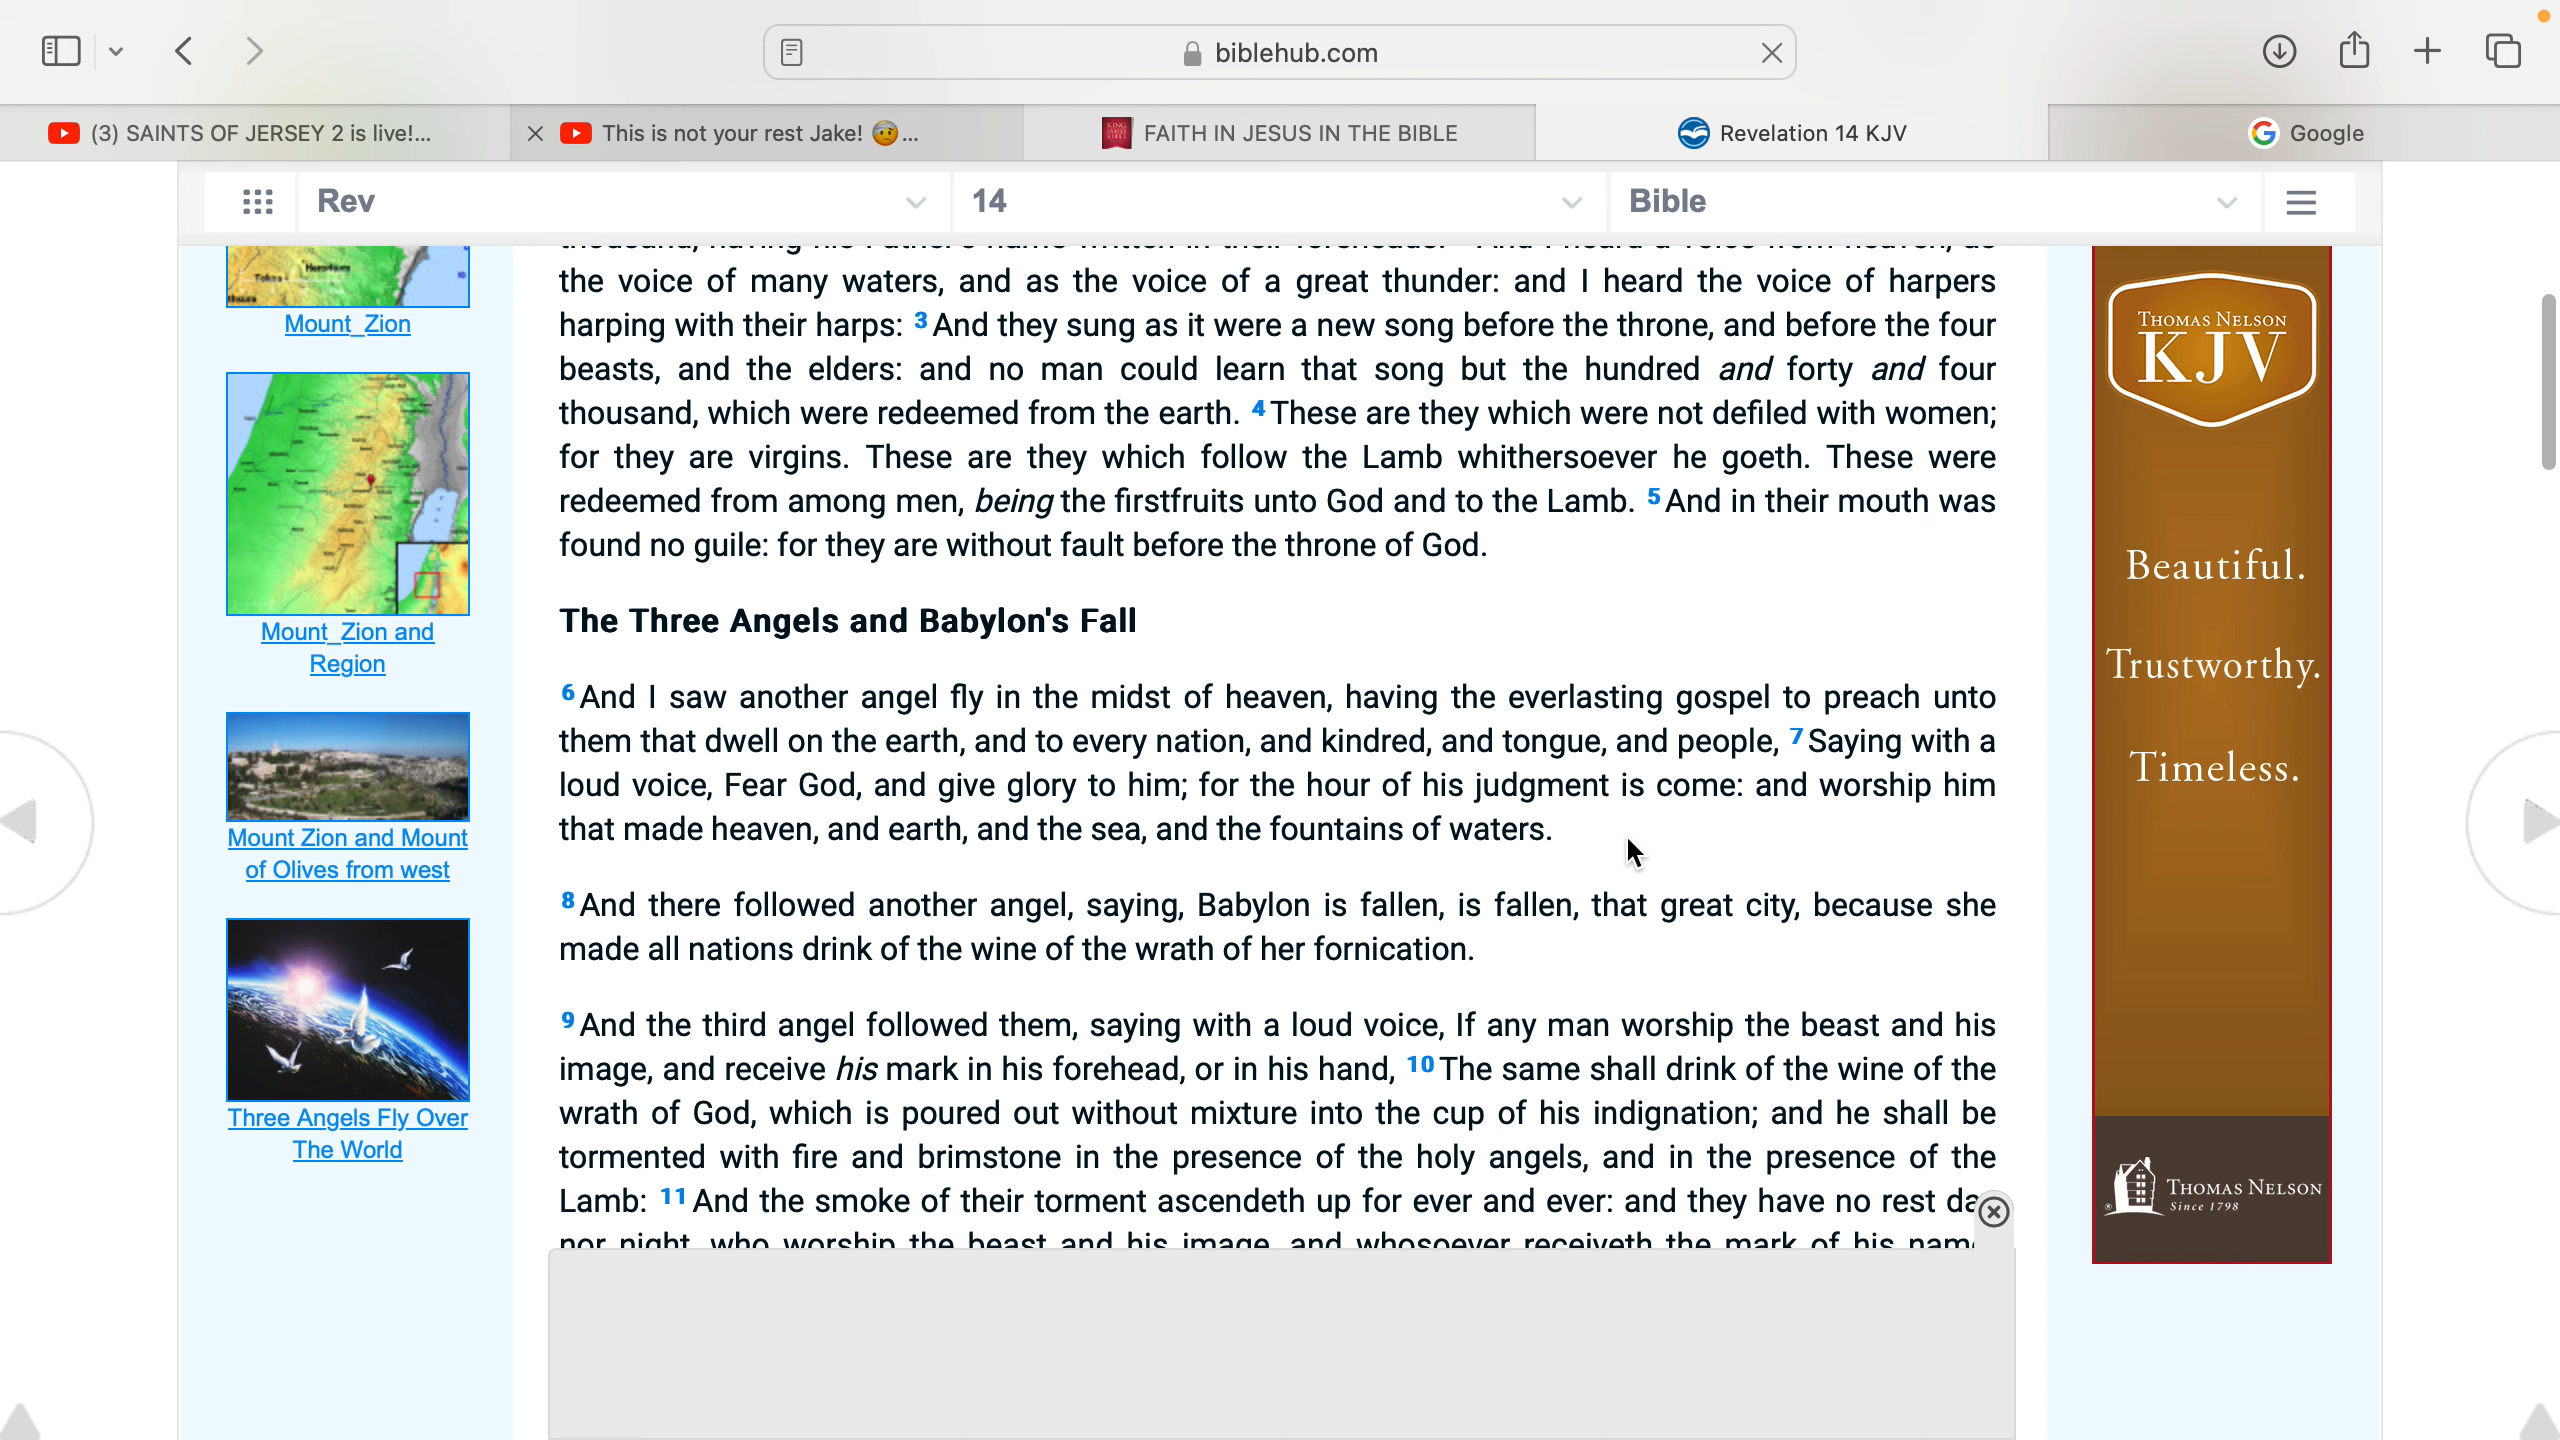 biblehub.com
(3) SAINTS OF JERSEY 2 is live!...
This is not your rest Jake! 🤕...
FAITH IN JESUS IN THE BIBLE
Revelation 14 KJV
Google
Rev
14
Bible
the voice of many waters, and as the voice of a great thunder: and I heard the voice of harpers
harping with their harps: 3 And they sung as it were a new song before the throne, and before the four
beasts, and the elders: and no man could learn that song but the hundred and forty and four
thousand, which were redeemed from the earth. 4 These are they which were not defiled with women;
for they are virgins. These are they which follow the Lamb whithersoever he goeth. These were
redeemed from among men, being the firstfruits unto God and to the Lamb. 5 And in their mouth was
found no guile: for they are without fault before the throne of God.
The Three Angels and Babylon's Fall
6 And I saw another angel fly in the midst of heaven, having the everlasting gospel to preach unto
them that dwell on the earth, and to every nation, and kindred, and tongue, and people, 7 Saying with a
loud voice, Fear God, and give glory to him; for the hour of his judgment is come: and worship him
that made heaven, and earth, and the sea, and the fountains of waters.
8 And there followed another angel, saying, Babylon is fallen, is fallen, that great city, because she
made all nations drink of the wine of the wrath of her fornication.
9 And the third angel followed them, saying with a loud voice, If any man worship the beast and his
image, and receive his mark in his forehead, or in his hand, 10 The same shall drink of the wine of the
wrath of God, which is poured out without mixture into the cup of his indignation; and he shall be
tormented with fire and brimstone in the presence of the holy angels, and in the presence of the
Lamb: 11 And the smoke of their torment ascendeth up for ever and ever: and they have no rest da
nor night, who worship the beast and his image, and whosoever receiveth the mark of his nam
Mount_Zion
Mount_Zion and
Region
Mount Zion and Mount
of Olives from west
Three Angels Fly Over
The World
THOMAS NELSON
KJV
Beautiful.
Trustworthy.
Timeless.
THOMAS NELSON
Since 1798